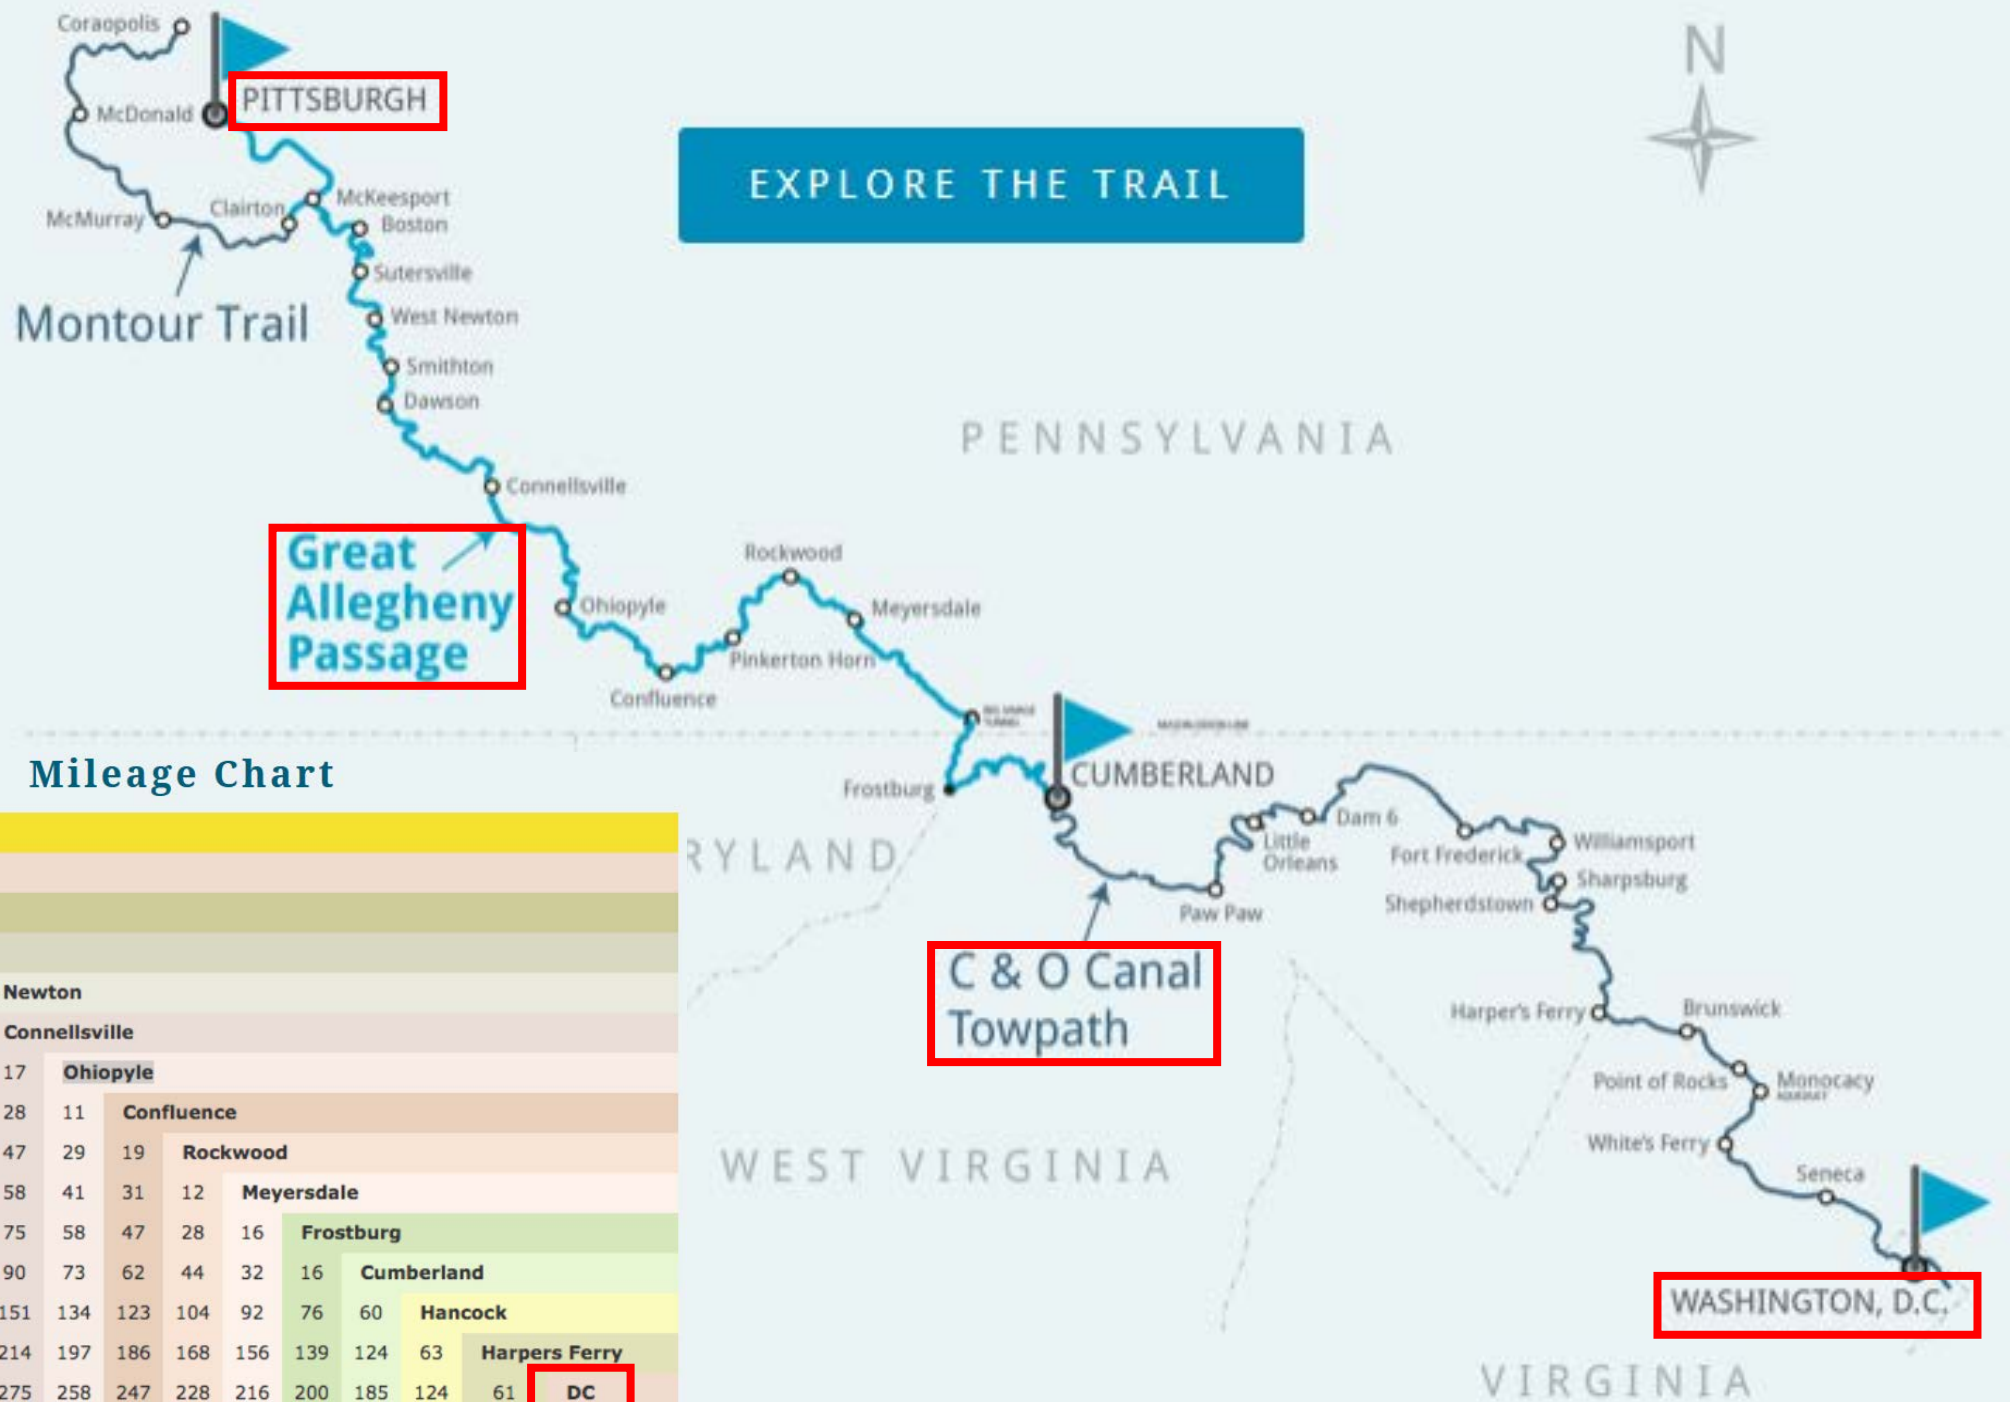 Coraopolis
PITTSBURGH
McDonald
N
EXPLORE THE TRAIL
McKeesport
Clairton
McMurray
Boston
Sutersville
Montour Trail
West Newton
Smithton
Dawson
PENNSYLVANIA
Connellsville
Great
Allegheny
Passage
Rockwood
Ohiopyle
Meyersdale
Pinkerton Horn
Confluence
CUMBERLAND
Frostburg
Dam 6
Little
Orleans
Fort Frederick
Williamsport
RYLAND
Sharpsburg
Shepherdstown
Paw Paw
C & O Canal
Towpath
Harper's Ferry
Brunswick
Point of Rocks
Monocacy
White's Ferry
WEST VIRGINIA
Seneca
WASHINGTON, D.C.
VIRGINIA
Mileage Chart
Newton
Connellsville
17 Ohiopyle
28 11 Confluence
47 29 19 Rockwood
58 41 31 12 Meyersdale
75 58 47 28 16 Frostburg
90 73 62 44 32 16 Cumberland
151 134 123 104 92 76 60 Hancock
214 197 186 168 156 139 124 63 Harpers Ferry
275 258 247 228 216 200 185 124 61 DC